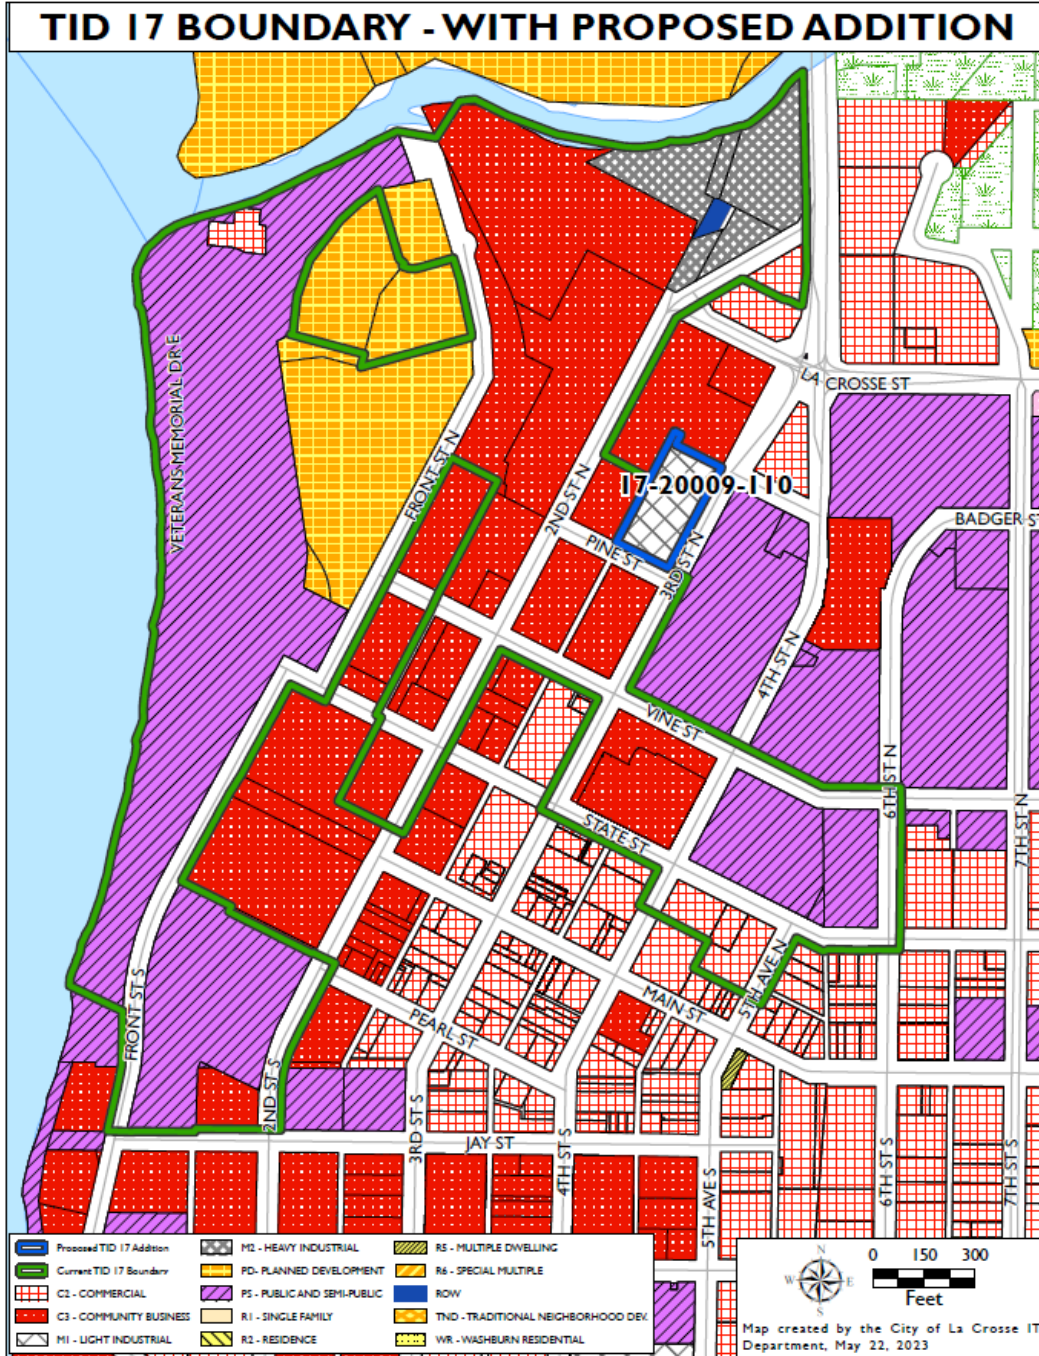 TID 17 BOUNDARY - WITH PROPOSED ADDITION
VETERANS MEMORIAL DR E
FRONT ST N
2ND ST N
LA CROSSE ST
17-20009-110
PINE ST
3RD ST N
BADGER ST
4TH ST N
VINE ST
6TH ST N
7TH ST N
STATE ST
5TH AVE N
MAIN ST
FRONT ST S
PEARL ST
2ND ST S
3RD ST S
JAY ST
4TH ST S
5TH AVE S
6TH ST S
7TH ST S
Proposed TID 17 Addition
Current TID 17 Boundary
C2 - COMMERCIAL
C3 - COMMUNITY BUSINESS
M1 - LIGHT INDUSTRIAL
M2 - HEAVY INDUSTRIAL
PD- PLANNED DEVELOPMENT
PS - PUBLIC AND SEMI-PUBLIC
R1 - SINGLE FAMILY
R2 - RESIDENCE
R5 - MULTIPLE DWELLING
R6 - SPECIAL MULTIPLE
ROW
TND - TRADITIONAL NEIGHBORHOOD DEV.
WR - WASHBURN RESIDENTIAL
N
W E
S
0 150 300
Feet
Map created by the City of La Crosse IT
Department, May 22, 2023